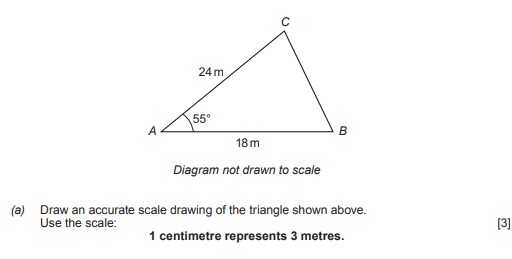 C
24 m
55°
A
B
18 m
Diagram not drawn to scale
(a) Draw an accurate scale drawing of the triangle shown above.
Use the scale: [3]
1 centimetre represents 3 metres.